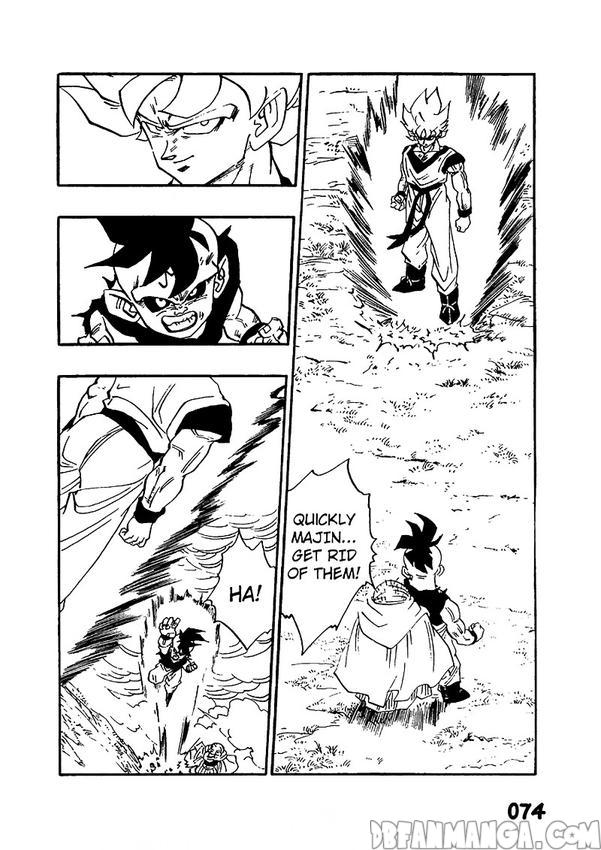 QUICKLY
MAJIN...
GET RID
OF THEM!
HA!
074
DBFANMANGA.COM